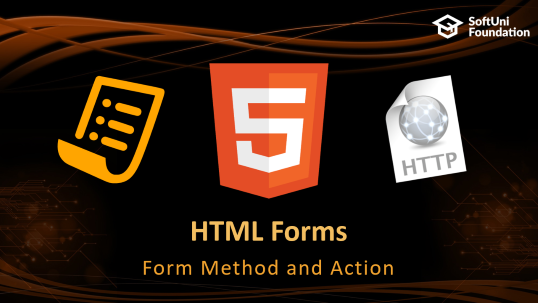 SoftUni
Foundation
5
HTTP
HTML Forms
Form Method and Action